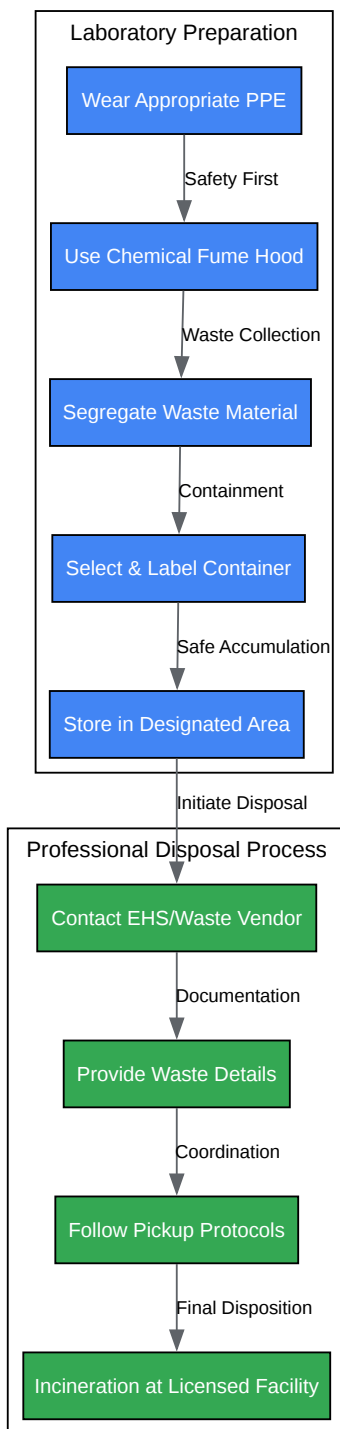 Laboratory Preparation
Wear Appropriate PPE
Safety First
Use Chemical Fume Hood
Waste Collection
Segregate Waste Material
Containment
Select & Label Container
Safe Accumulation
Store in Designated Area
Initiate Disposal
Professional Disposal Process
Contact EHS/Waste Vendor
Documentation
Provide Waste Details
Coordination
Follow Pickup Protocols
Final Disposition
Incineration at Licensed Facility